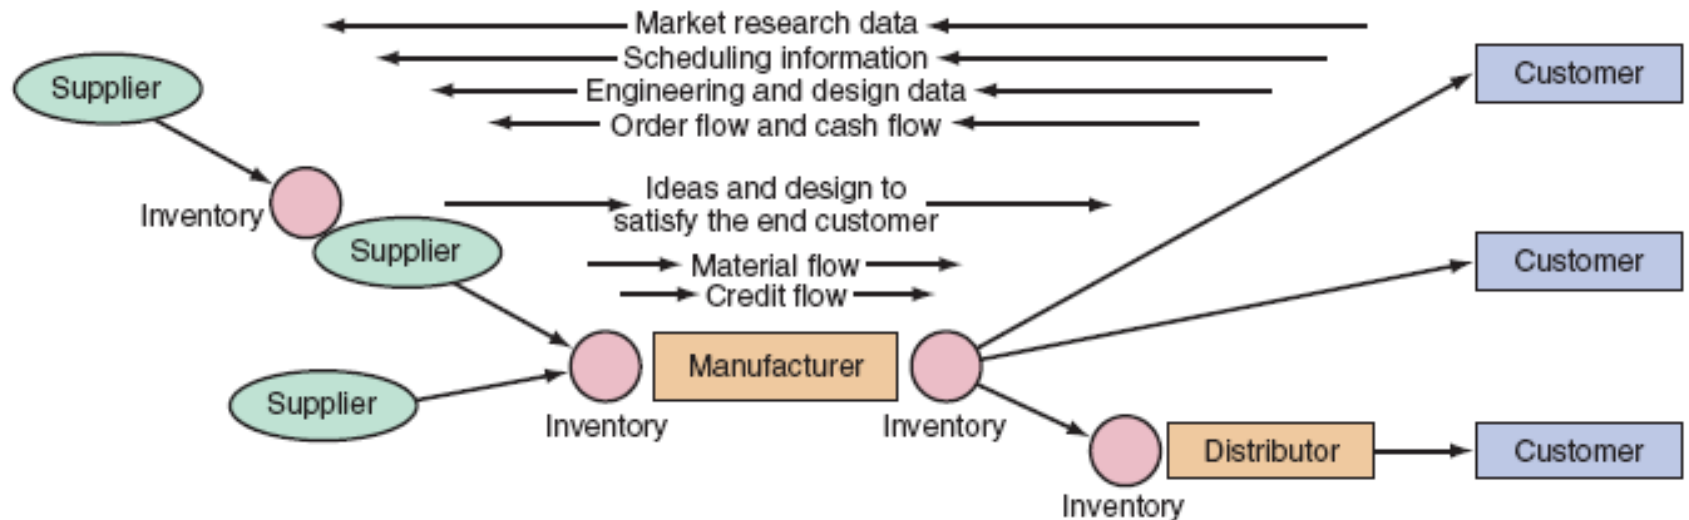 Market research data
Scheduling information
Engineering and design data
Order flow and cash flow
Supplier
Customer
Inventory
Ideas and design to
satisfy the end customer
Supplier
Customer
Material flow
Credit flow
Manufacturer
Supplier
Inventory
Inventory
Distributor
Customer
Inventory